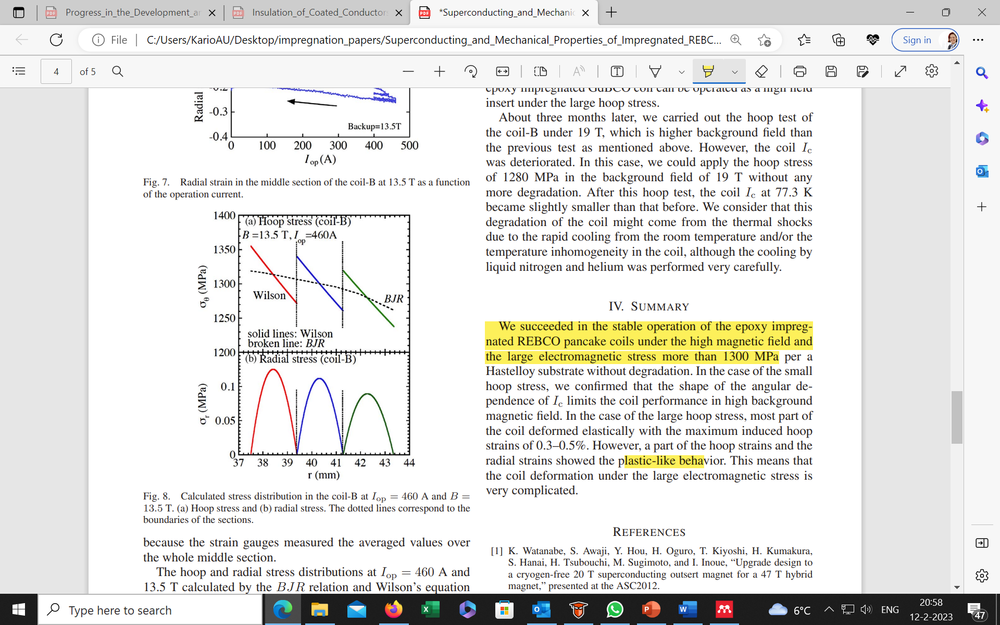 Progress_in_the_Development_ar
Insulation_of_Coated_Conductors
*Superconducting_and_Mechanic
File
C:/Users/KarioAU/Desktop/impregnation_papers/Superconducting_and_Mechanical_Properties_of_Impregnated_REBC...
Sign in
4
of 5
Radial
-0.2
-0.3
-0.4
Backup=13.5T
0 100 200 300 400 500
Iop (A)
Fig. 7. Radial strain in the middle section of the coil-B at 13.5 T as a function
of the operation current.
1400
1350
1300
1250
1200
σθ (MPa)
(a) Hoop stress (coil-B)
B =13.5 T, Iop=460A
Wilson
BJR
solid lines: Wilson
broken line: BJR
(b) Radial stress (coil-B)
0.1
0.05
0
σr (MPa)
37 38 39 40 41 42 43 44
r (mm)
Fig. 8. Calculated stress distribution in the coil-B at Iop = 460 A and B =
13.5 T. (a) Hoop stress and (b) radial stress. The dotted lines correspond to the
boundaries of the sections.
because the strain gauges measured the averaged values over
the whole middle section.
The hoop and radial stress distributions at Iop = 460 A and
13.5 T calculated by the BJR relation and Wilson's equation
epoxy impregnated GdBCO coil can be operated as a high field
insert under the large hoop stress.
About three months later, we carried out the hoop test of
the coil-B under 19 T, which is higher background field than
the previous test as mentioned above. However, the coil Ic
was deteriorated. In this case, we could apply the hoop stress
of 1280 MPa in the background field of 19 T without any
more degradation. After this hoop test, the coil Ic at 77.3 K
became slightly smaller than that before. We consider that this
degradation of the coil might come from the thermal shocks
due to the rapid cooling from the room temperature and/or the
temperature inhomogeneity in the coil, although the cooling by
liquid nitrogen and helium was performed very carefully.
IV. SUMMARY
We succeeded in the stable operation of the epoxy impreg-
nated REBCO pancake coils under the high magnetic field and
the large electromagnetic stress more than 1300 MPa per a
Hastelloy substrate without degradation. In the case of the small
hoop stress, we confirmed that the shape of the angular de-
pendence of Ic limits the coil performance in high background
magnetic field. In the case of the large hoop stress, most part of
the coil deformed elastically with the maximum induced hoop
strains of 0.3–0.5%. However, a part of the hoop strains and the
radial strains showed the plastic-like behavior. This means that
the coil deformation under the large electromagnetic stress is
very complicated.
REFERENCES
[1] K. Watanabe, S. Awaji, Y. Hou, H. Oguro, T. Kiyoshi, H. Kumakura,
S. Hanai, H. Tsubouchi, M. Sugimoto, and I. Inoue, “Upgrade design to
a cryogen-free 20 T superconducting outsert magnet for a 47 T hybrid
magnet,” presented at the ASC2012.
Type here to search
6°C
ENG
20:58
12-2-2023
47